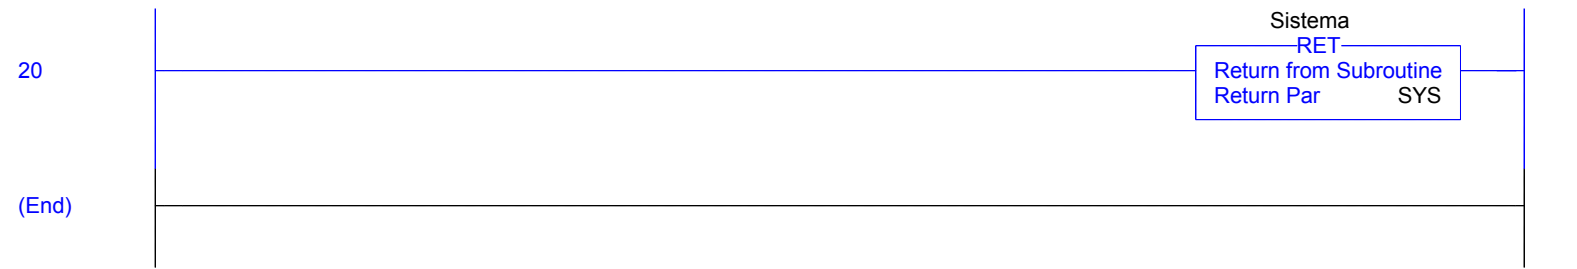 Sistema
RET
20
Return from Subroutine
Return Par SYS
(End)